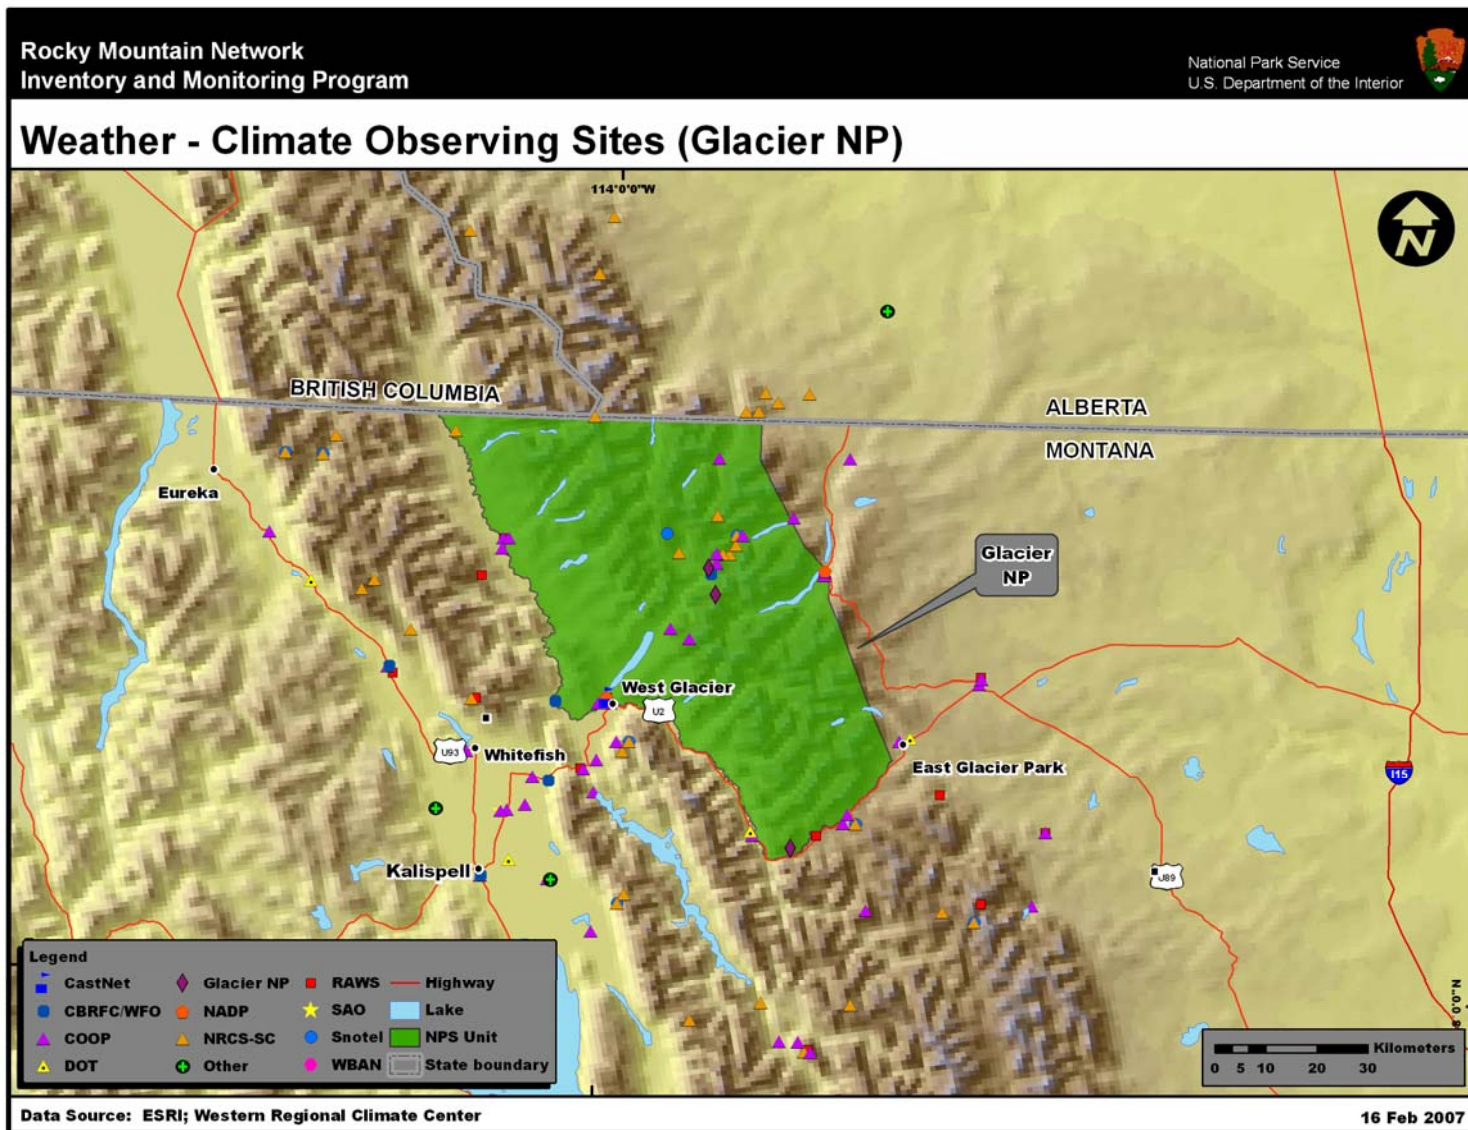 Rocky Mountain Network
Inventory and Monitoring Program
National Park Service
U.S. Department of the Interior
Weather - Climate Observing Sites (Glacier NP)
114°0'0"W
N
BRITISH COLUMBIA
ALBERTA
MONTANA
Eureka
Glacier
NP
West Glacier
U2
U93
Whitefish
East Glacier Park
I15
Kalispell
U89
Legend
CastNet
Glacier NP
RAWS
Highway
CBRFC/WFO
NADP
SAO
Lake
COOP
NRCS-SC
Snotel
NPS Unit
DOT
Other
WBAN
State boundary
Kilometers
0 5 10 20 30
Data Source: ESRI; Western Regional Climate Center
16 Feb 2007